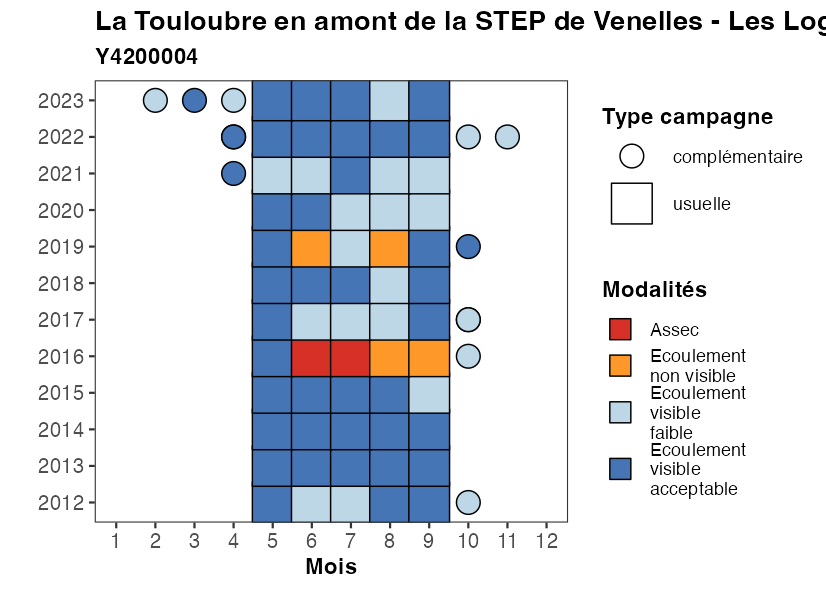 La Touloubre en amont de la STEP de Venelles - Les Log
Y4200004
2023
2022
2021
2020
2019
2018
2017
2016
2015
2014
2013
2012
1 2 3 4 5 6 7 8 9 10 11 12
Mois
Type campagne
complémentaire
usuelle
Modalités
Assec
Ecoulement
non visible
Ecoulement
visible
faible
Ecoulement
visible
acceptable